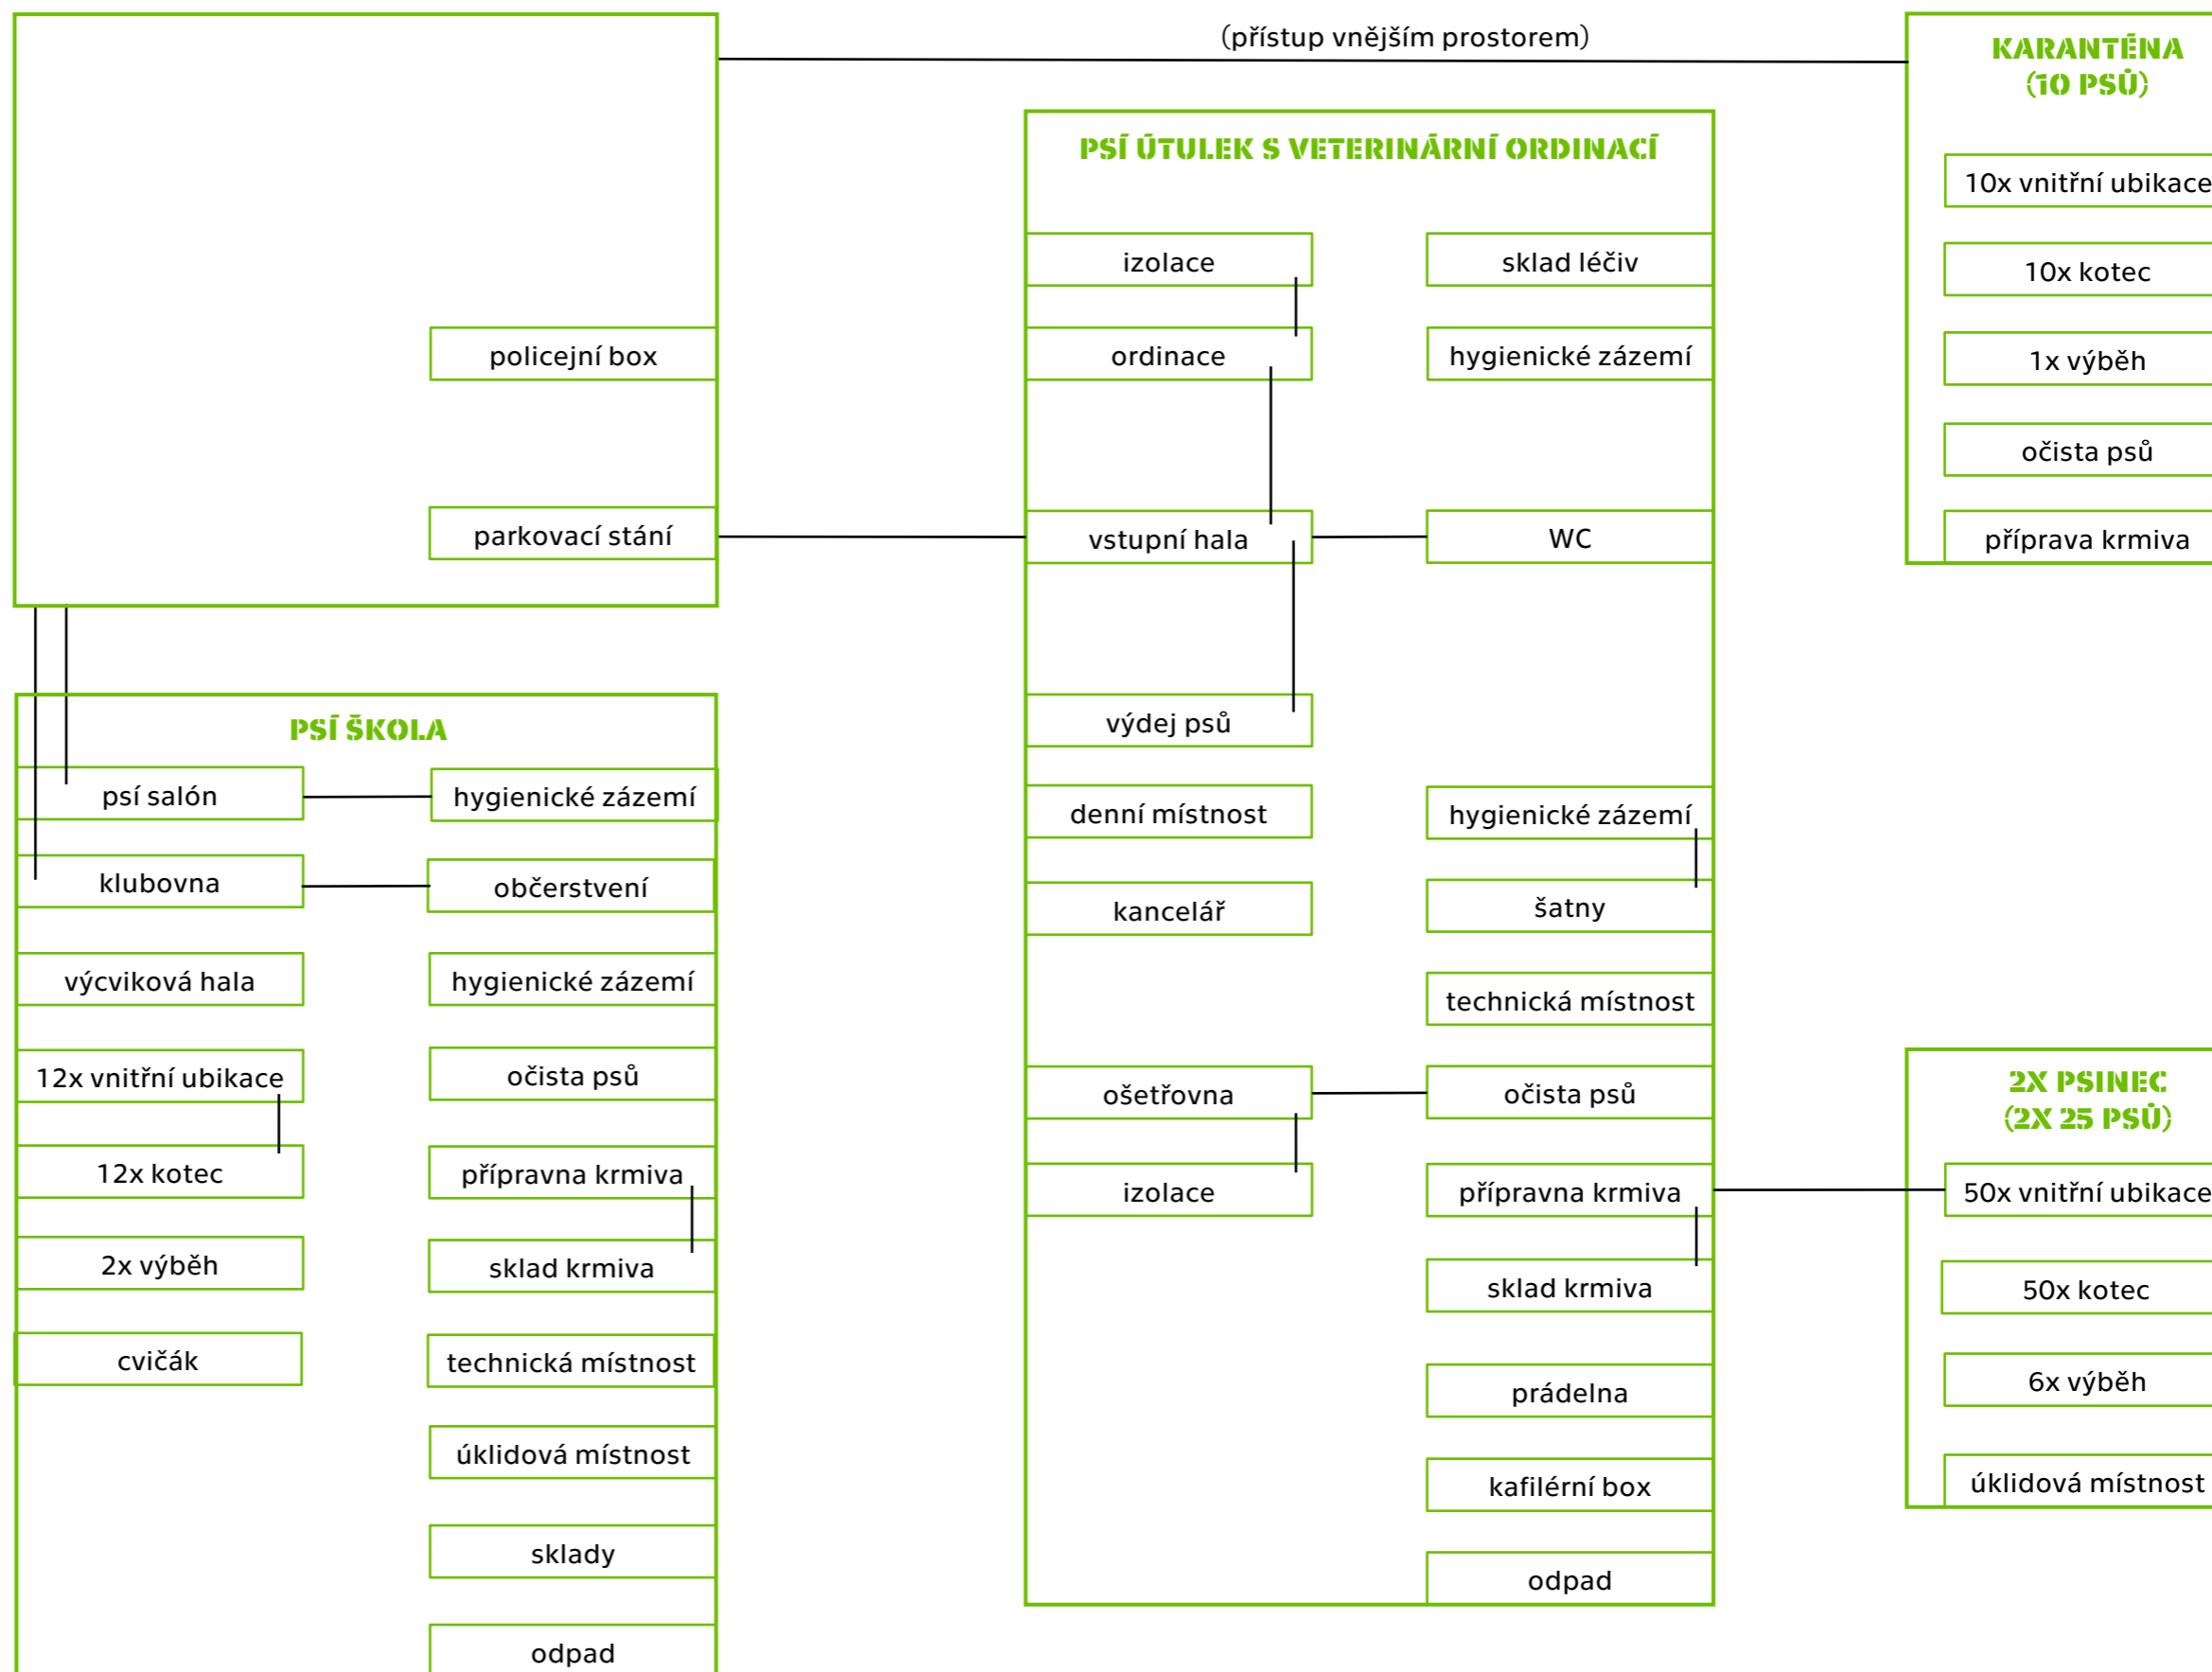 (přístup vnějším prostorem)
policejní box
parkovací stání
PSÍ ŠKOLA
psí salón
hygienické zázemí
klubovna
občerstvení
výcviková hala
hygienické zázemí
12x vnitřní ubikace
očista psů
12x kotec
přípravna krmiva
2x výběh
sklad krmiva
cvičák
technická místnost
úklidová místnost
sklady
odpad
PSÍ ÚTULEK S VETERINÁRNÍ ORDINACÍ
izolace
sklad léčiv
ordinace
hygienické zázemí
vstupní hala
WC
výdej psů
denní místnost
hygienické zázemí
kancelář
šatny
technická místnost
ošetřovna
očista psů
izolace
přípravna krmiva
sklad krmiva
prádelna
kafilérní box
odpad
KARANTÉNA
(10 PSŮ)
10x vnitřní ubikace
10x kotec
1x výběh
očista psů
příprava krmiva
2X PSINEC
(2X 25 PSŮ)
50x vnitřní ubikace
50x kotec
6x výběh
úklidová místnost